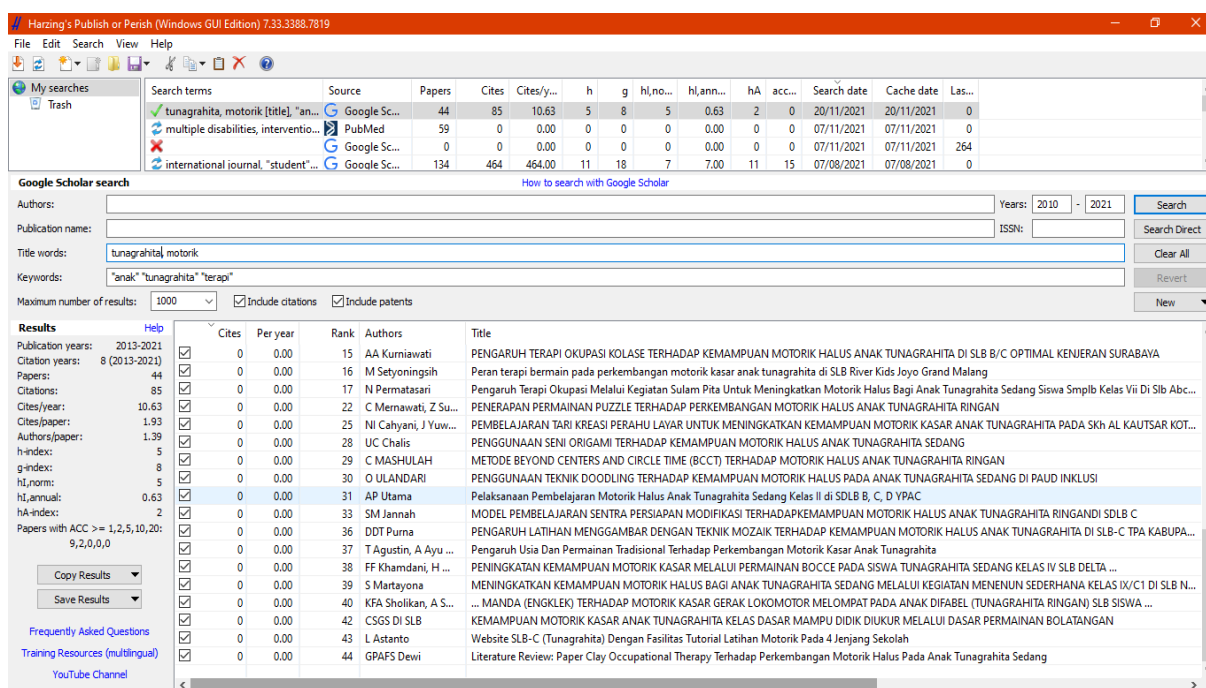 Harzing's Publish or Perish (Windows GUI Edition) 7.33.3388.7819
File Edit Search View Help
My searches
Trash
Search terms Source Papers Cites Cites/y... h g hI,no... hI,ann... hA acc... Search date Cache date Las...
tunagrahita, motorik [title], "an... Google Sc... 44 85 10.63 5 8 5 0.63 2 0 20/11/2021 20/11/2021 0
multiple disabilities, interventio... PubMed 59 0 0.00 0 0 0 0.00 0 0 07/11/2021 07/11/2021 0
Google Sc... 0 0 0.00 0 0 0 0.00 0 0 07/11/2021 07/11/2021 264
international journal, "student"... Google Sc... 134 464 464.00 11 18 7 7.00 11 15 07/08/2021 07/08/2021 0
Google Scholar search How to search with Google Scholar
Authors: Years: 2010 - 2021 Search
Publication name: ISSN: Search Direct
Title words: tunagrahita, motorik Clear All
Keywords: "anak" "tunagrahita" "terapi" Revert
Maximum number of results: 1000 Include citations Include patents New
Results Help
Publication years: 2013-2021
Citation years: 8 (2013-2021)
Papers: 44
Citations: 85
Cites/year: 10.63
Cites/paper: 1.93
Authors/paper: 1.39
h-index: 5
g-index: 8
hI,norm: 5
hI,annual: 0.63
hA-index: 2
Papers with ACC >= 1,2,5,10,20:
9,2,0,0,0
Copy Results
Save Results
Frequently Asked Questions
Training Resources (multilingual)
YouTube Channel
Cites Per year Rank Authors Title
0 0.00 15 AA Kurniawati PENGARUH TERAPI OKUPASI KOLASE TERHADAP KEMAMPUAN MOTORIK HALUS ANAK TUNAGRAHITA DI SLB B/C OPTIMAL KENJERAN SURABAYA
0 0.00 16 M Setyoningsih Peran terapi bermain pada perkembangan motorik kasar anak tunagrahita di SLB River Kids Joyo Grand Malang
0 0.00 17 N Permatasari Pengaruh Terapi Okupasi Melalui Kegiatan Sulam Pita Untuk Meningkatkan Motorik Halus Bagi Anak Tunagrahita Sedang Siswa Smplb Kelas Vii Di Slb Abc...
0 0.00 22 C Mernawati, Z Su... PENERAPAN PERMAINAN PUZZLE TERHADAP PERKEMBANGAN MOTORIK HALUS ANAK TUNAGRAHITA RINGAN
0 0.00 25 NI Cahyani, J Yuw... PEMBELAJARAN TARI KREASI PERAHU LAYAR UNTUK MENINGKATKAN KEMAMPUAN MOTORIK KASAR ANAK TUNAGRAHITA PADA SKh AL KAUTSAR KOT...
0 0.00 28 UC Chalis PENGGUNAAN SENI ORIGAMI TERHADAP KEMAMPUAN MOTORIK HALUS ANAK TUNAGRAHITA SEDANG
0 0.00 29 C MASHULAH METODE BEYOND CENTERS AND CIRCLE TIME (BCCT) TERHADAP MOTORIK HALUS ANAK TUNAGRAHITA RINGAN
0 0.00 30 O ULANDARI PENGGUNAAN TEKNIK DOODLING TERHADAP KEMAMPUAN MOTORIK HALUS PADA ANAK TUNAGRAHITA SEDANG DI PAUD INKLUSI
0 0.00 31 AP Utama Pelaksanaan Pembelajaran Motorik Halus Anak Tunagrahita Sedang Kelas II di SDLB B, C, D YPAC
0 0.00 33 SM Jannah MODEL PEMBELAJARAN SENTRA PERSIAPAN MODIFIKASI TERHADAPKEMAMPUAN MOTORIK HALUS ANAK TUNAGRAHITA RINGANDI SDLB C
0 0.00 36 DDT Purna PENGARUH LATIHAN MENGGAMBAR DENGAN TEKNIK MOZAIK TERHADAP KEMAMPUAN MOTORIK HALUS ANAK TUNAGRAHITA DI SLB-C TPA KABUPA...
0 0.00 37 T Agustin, A Ayu ... Pengaruh Usia Dan Permainan Tradisional Terhadap Perkembangan Motorik Kasar Anak Tunagrahita
0 0.00 38 FF Khamdani, H ... PENINGKATAN KEMAMPUAN MOTORIK KASAR MELALUI PERMAINAN BOCCE PADA SISWA TUNAGRAHITA SEDANG KELAS IV SLB DELTA ...
0 0.00 39 S Martayona MENINGKATKAN KEMAMPUAN MOTORIK HALUS BAGI ANAK TUNAGRAHITA SEDANG MELALUI KEGIATAN MENENUN SEDERHANA KELAS IX/C1 DI SLB N...
0 0.00 40 KFA Sholikan, A S... ... MANDA (ENGKLEK) TERHADAP MOTORIK KASAR GERAK LOKOMOTOR MELOMPAT PADA ANAK DIFABEL (TUNAGRAHITA RINGAN) SLB SISWA ...
0 0.00 42 CSGS DI SLB KEMAMPUAN MOTORIK KASAR ANAK TUNAGRAHITA KELAS DASAR MAMPU DIDIK DIUKUR MELALUI DASAR PERMAINAN BOLATANGAN
0 0.00 43 L Astanto Website SLB-C (Tunagrahita) Dengan Fasilitas Tutorial Latihan Motorik Pada 4 Jenjang Sekolah
0 0.00 44 GPAFS Dewi Literature Review: Paper Clay Occupational Therapy Terhadap Perkembangan Motorik Halus Pada Anak Tunagrahita Sedang